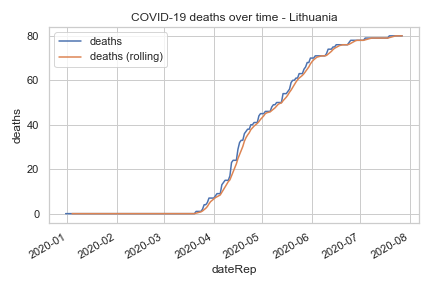 COVID-19 deaths over time - Lithuania
deaths
deaths (rolling)
80
60
40
20
0
deaths
2020-01
2020-02
2020-03
2020-04
2020-05
2020-06
2020-07
2020-08
dateRep